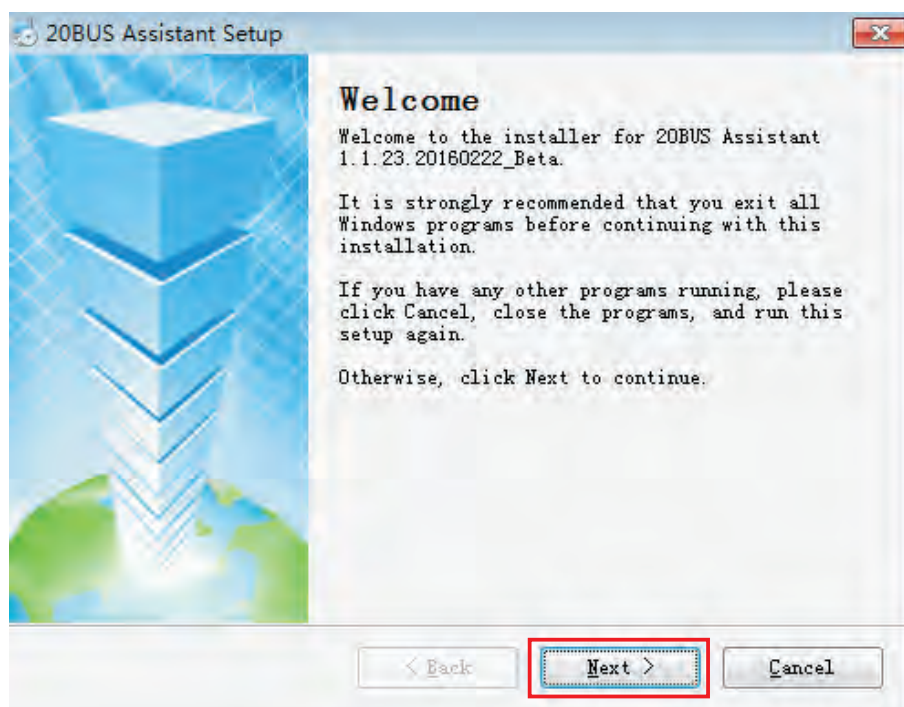 20BUS Assistant Setup
Welcome
Welcome to the installer for 20BUS Assistant
1.1.23.20160222_Beta.
It is strongly recommended that you exit all
Windows programs before continuing with this
installation.
If you have any other programs running, please
click Cancel, close the programs, and run this
setup again.
Otherwise, click Next to continue.
< Back Next > Cancel